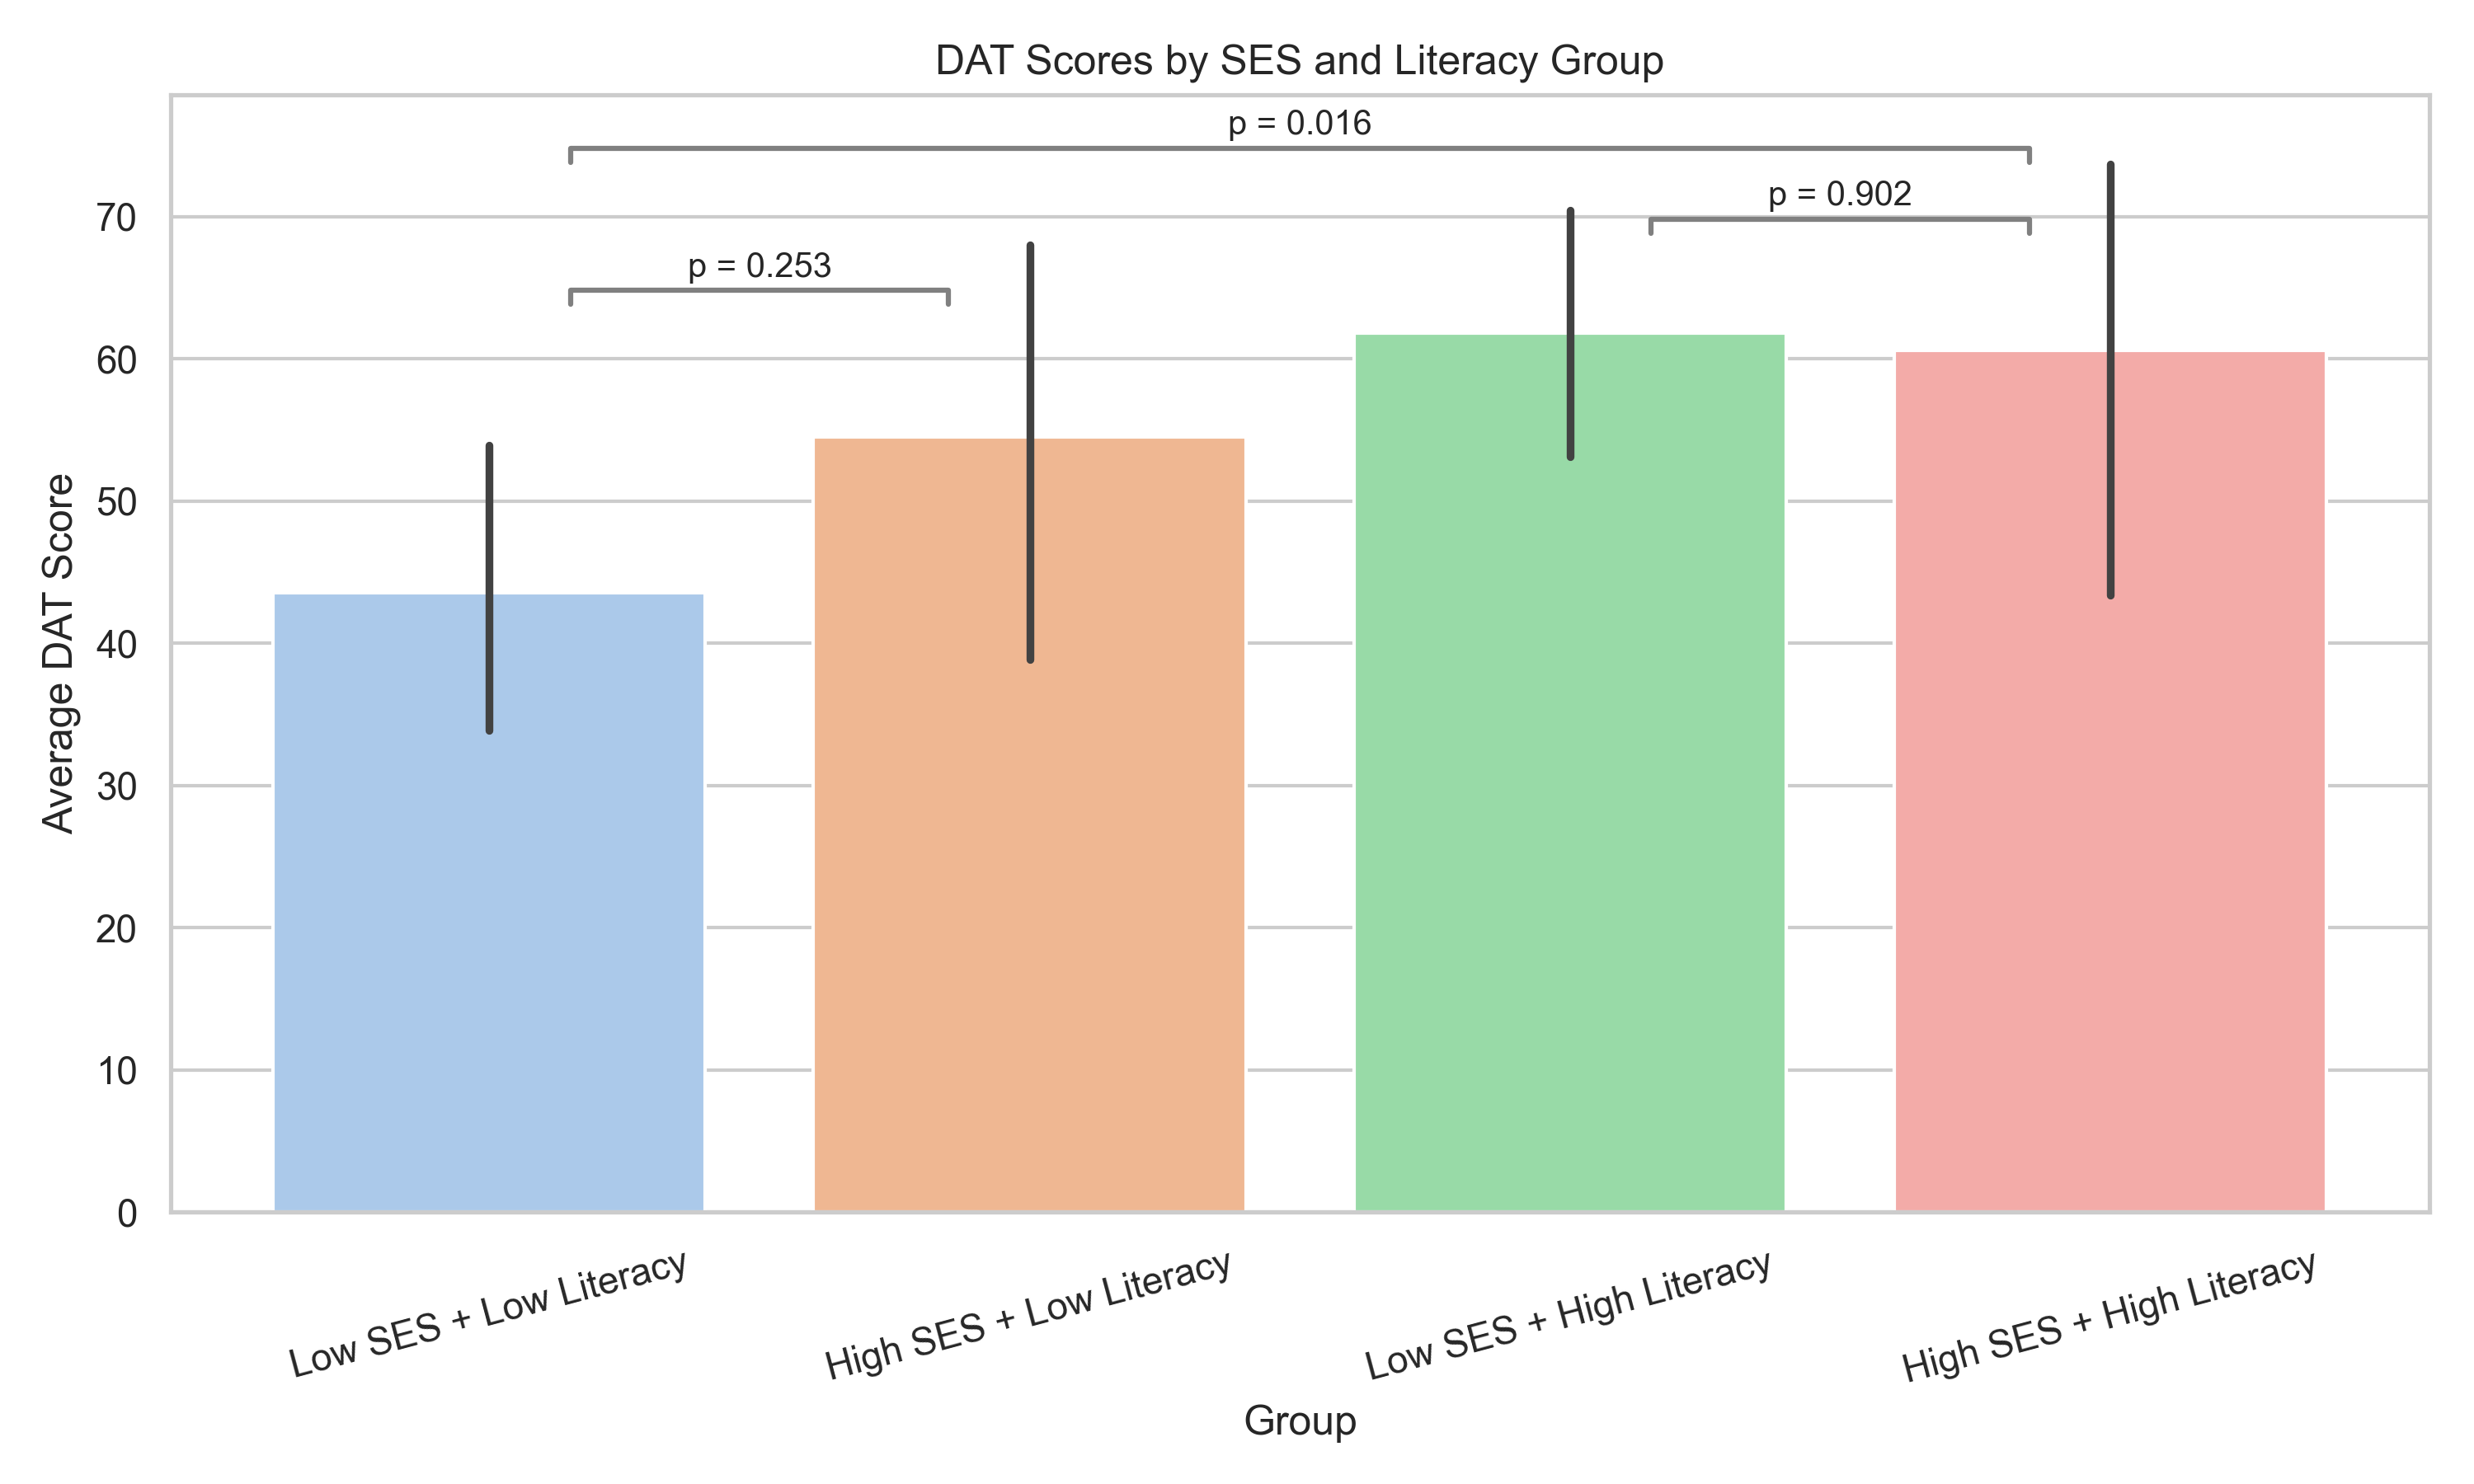 DAT Scores by SES and Literacy Group
p = 0.016
p = 0.902
p = 0.253
Average DAT Score
70
60
50
40
30
20
10
0
Low SES + Low Literacy
High SES + Low Literacy
Low SES + High Literacy
High SES + High Literacy
Group